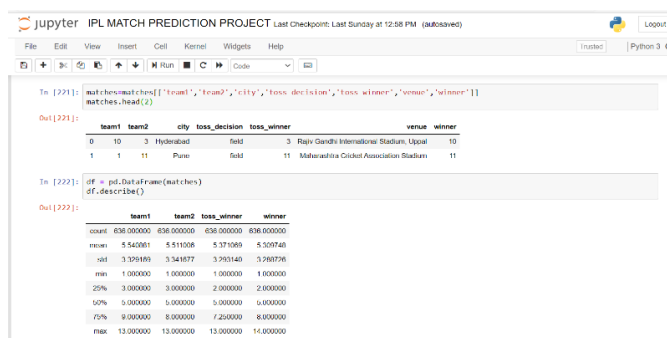 jupyter IPL MATCH PREDICTION PROJECT Last Checkpoint: Last Sunday at 12:58 PM (autosaved)
Logout
File Edit View Insert Cell Kernel Widgets Help
Trusted Python 3
Run Code
In [221]: matches=matches[['team1','team2','city','toss_decision','toss_winner','venue','winner']]
matches.head(2)
Out[221]:
team1 team2 city toss_decision toss_winner venue winner
0 10 3 Hyderabad field 3 Rajiv Gandhi International Stadium, Uppal 10
1 1 11 Pune field 11 Maharashtra Cricket Association Stadium 11
In [222]: df = pd.DataFrame(matches)
df.describe()
Out[222]:
team1 team2 toss_winner winner
count 636.000000 636.000000 636.000000 636.000000
mean 5.540881 5.511006 5.371069 5.309748
std 3.329169 3.341677 3.293140 3.288726
min 1.000000 1.000000 1.000000 1.000000
25% 3.000000 3.000000 2.000000 2.000000
50% 5.000000 5.000000 5.000000 5.000000
75% 9.000000 8.000000 7.250000 8.000000
max 13.000000 13.000000 13.000000 14.000000